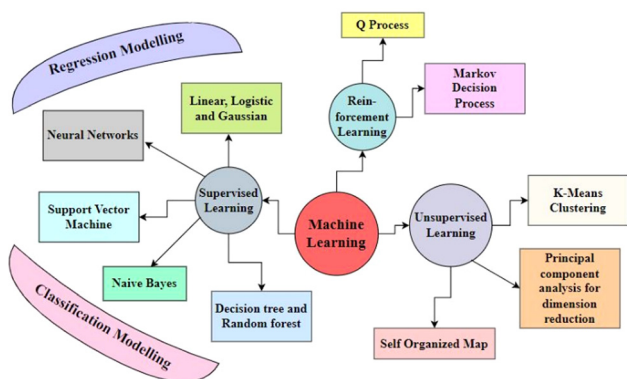 Regression Modelling
Q Process
Linear, Logistic
and Gaussian
Rein-
forcement
Learning
Markov
Decision
Process
Neural Networks
Supervised
Learning
Support Vector
Machine
Machine
Learning
Unsupervised
Learning
K-Means
Clustering
Naive Bayes
Decision tree and
Random forest
Principal
component
analysis for
dimension
reduction
Self Organized Map
Classification Modelling